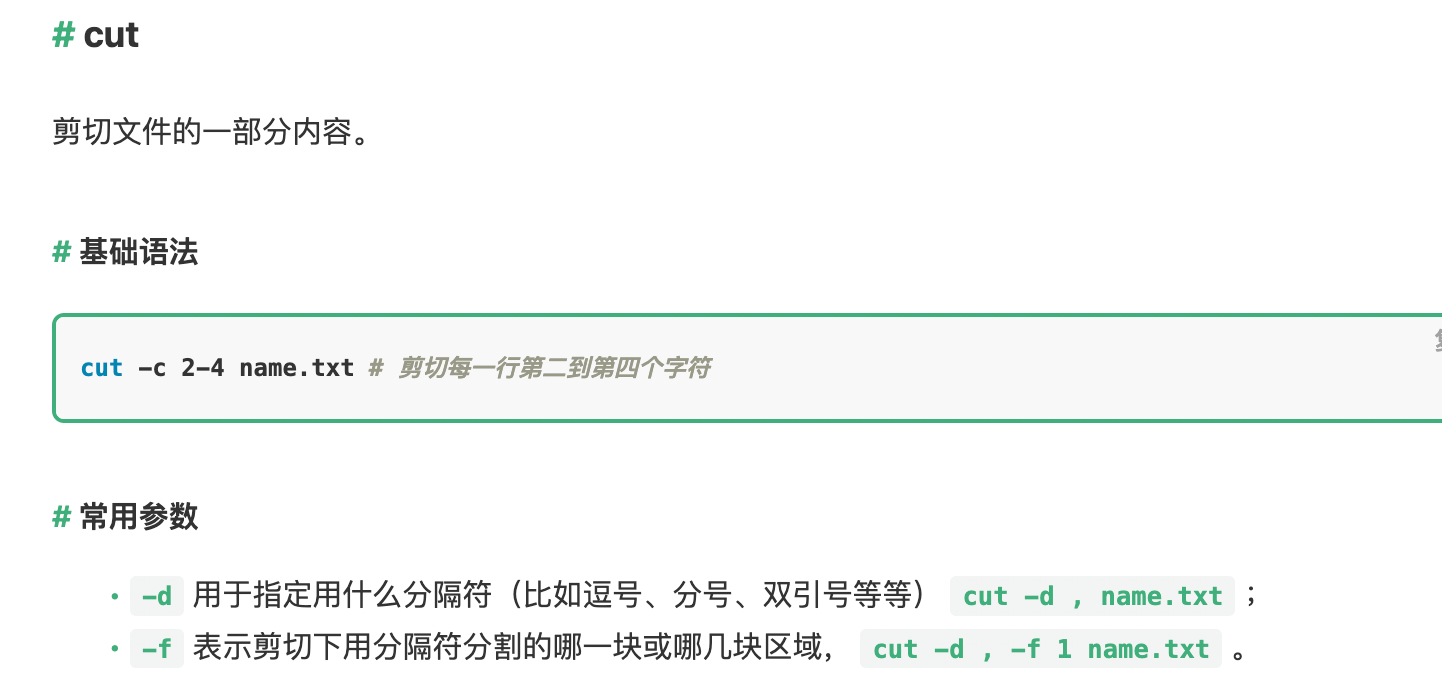 # cut
剪切文件的一部分内容。
# 基础语法
cut -c 2-4 name.txt # 剪切每一行第二到第四个字符
# 常用参数
• -d 用于指定用什么分隔符（比如逗号、分号、双引号等等） cut -d , name.txt ；
• -f 表示剪切下用分隔符分割的哪一块或哪几块区域， cut -d , -f 1 name.txt 。